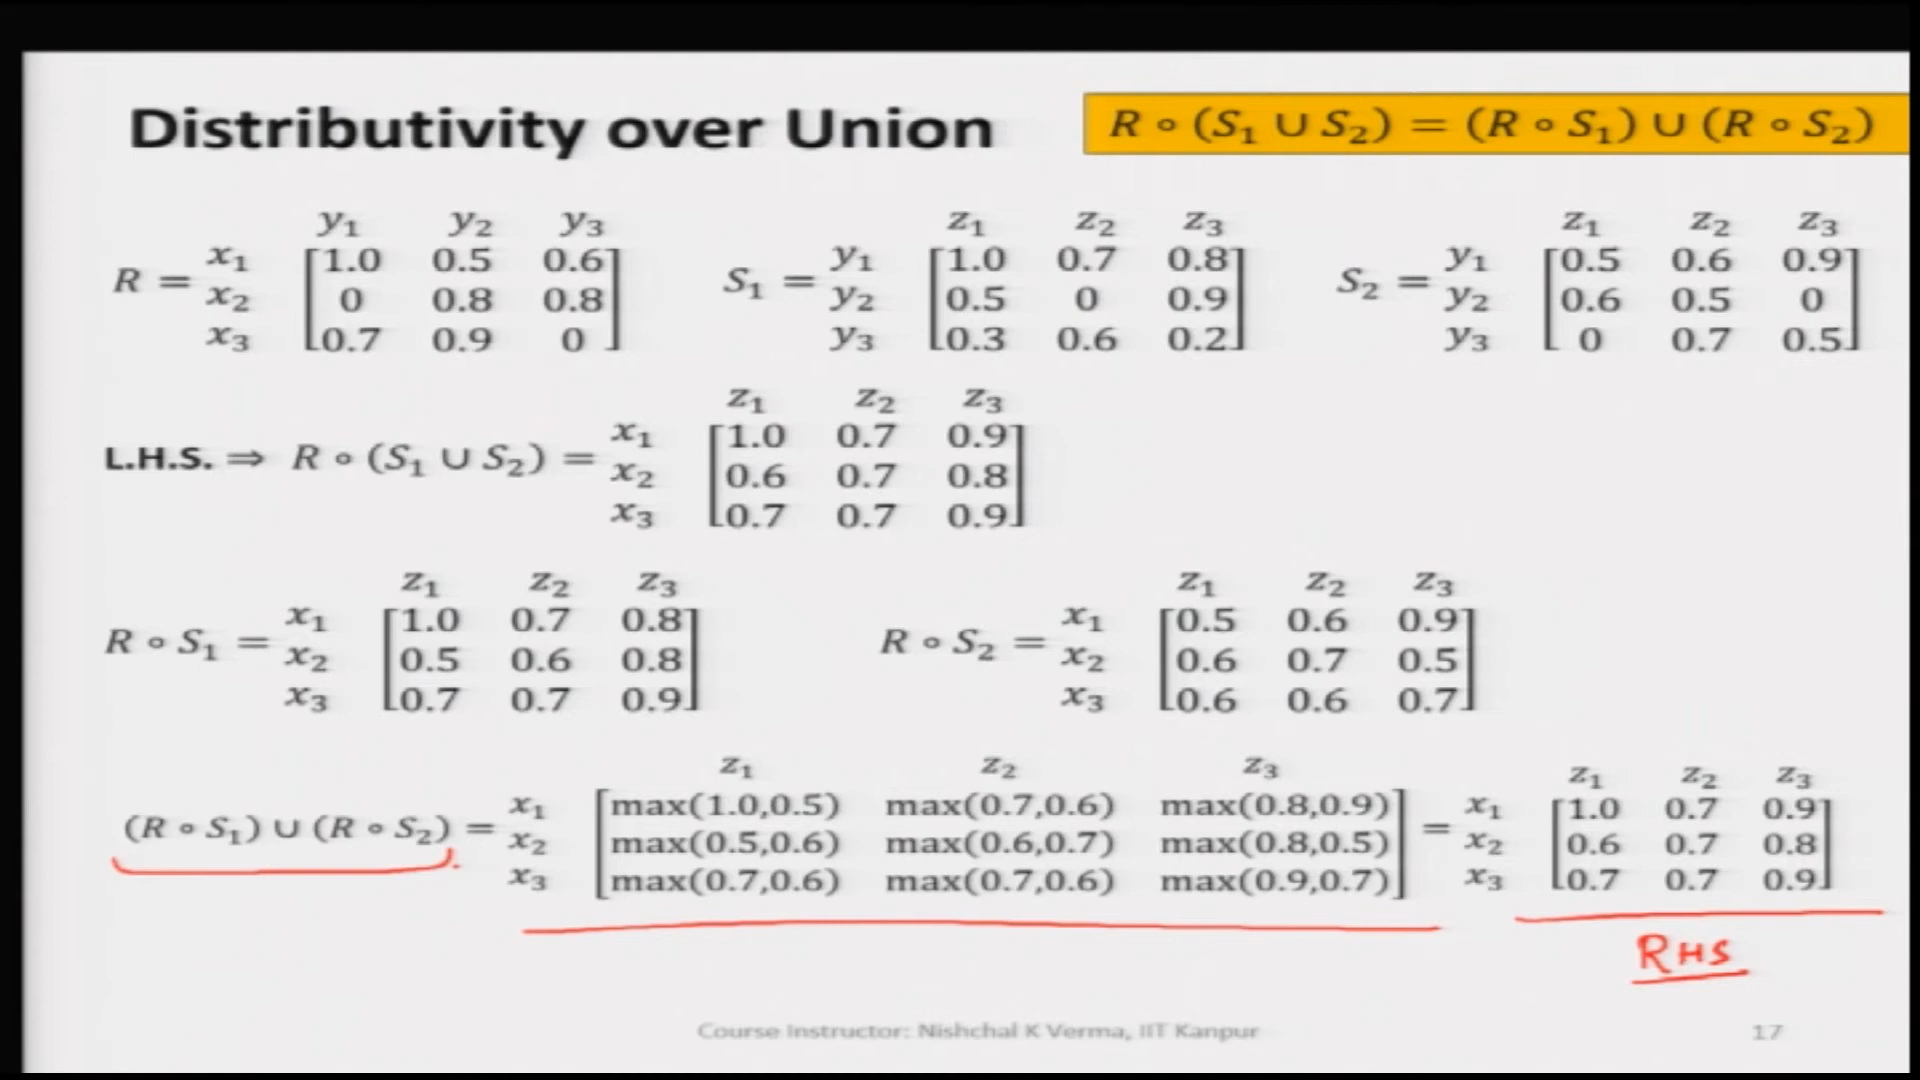 Distributivity over Union
R ∘ (S₁ ∪ S₂) = (R ∘ S₁) ∪ (R ∘ S₂)
y₁ y₂ y₃
R = x₁ x₂ x₃
[1.0 0.5 0.6]
[0 0.8 0.8]
[0.7 0.9 0]
z₁ z₂ z₃
S₁ = y₁ y₂ y₃
[1.0 0.7 0.8]
[0.5 0 0.9]
[0.3 0.6 0.2]
z₁ z₂ z₃
S₂ = y₁ y₂ y₃
[0.5 0.6 0.9]
[0.6 0.5 0]
[0 0.7 0.5]
z₁ z₂ z₃
L.H.S. ⇒ R ∘ (S₁ ∪ S₂) = x₁ x₂ x₃
[1.0 0.7 0.9]
[0.6 0.7 0.8]
[0.7 0.7 0.9]
z₁ z₂ z₃
R ∘ S₁ = x₁ x₂ x₃
[1.0 0.7 0.8]
[0.5 0.6 0.8]
[0.7 0.7 0.9]
z₁ z₂ z₃
R ∘ S₂ = x₁ x₂ x₃
[0.5 0.6 0.9]
[0.6 0.7 0.5]
[0.6 0.6 0.7]
z₁ z₂ z₃
(R ∘ S₁) ∪ (R ∘ S₂) = x₁ x₂ x₃
[max(1.0,0.5) max(0.7,0.6) max(0.8,0.9)]
[max(0.5,0.6) max(0.6,0.7) max(0.8,0.5)]
[max(0.7,0.6) max(0.7,0.6) max(0.9,0.7)]
z₁ z₂ z₃
= x₁ x₂ x₃
[1.0 0.7 0.9]
[0.6 0.7 0.8]
[0.7 0.7 0.9]
RHS
Course Instructor: Nishchal K Verma, IIT Kanpur
17